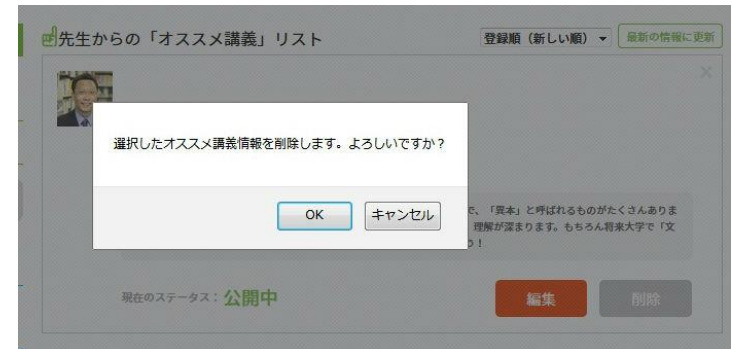 先生からの「オススメ講義」リスト
登録順（新しい順）
最新の情報に更新
選択したオススメ講義情報を削除します。よろしいですか？
OK
キャンセル
で、「異本」と呼ばれるものがたくさんありま
理解が深まります。もちろん将来大学で「文
う！
現在のステータス：公開中
編集
削除